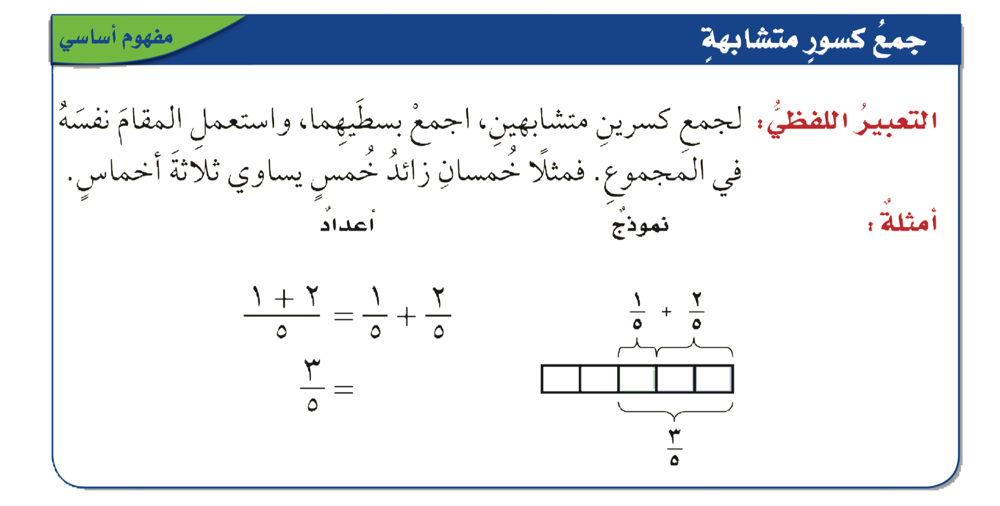 جمعُ كسورٍ متشابهةٍ
مفهوم أساسي
التعبيرُ اللفظيُّ: لجمعِ كسرينِ متشابهينِ، اجمعْ بسطَيهِما، واستعملِ المقامَ نفسَهُ
في المجموعِ. فمثلًا خُمسانِ زائدُ خُمسٍ يساوي ثلاثةَ أخماسٍ.
أمثلةٌ: نموذجٌ أعدادٌ
٢/٥ + ١/٥
٣/٥
٢/٥ + ١/٥ = (٢ + ١)/٥
= ٣/٥